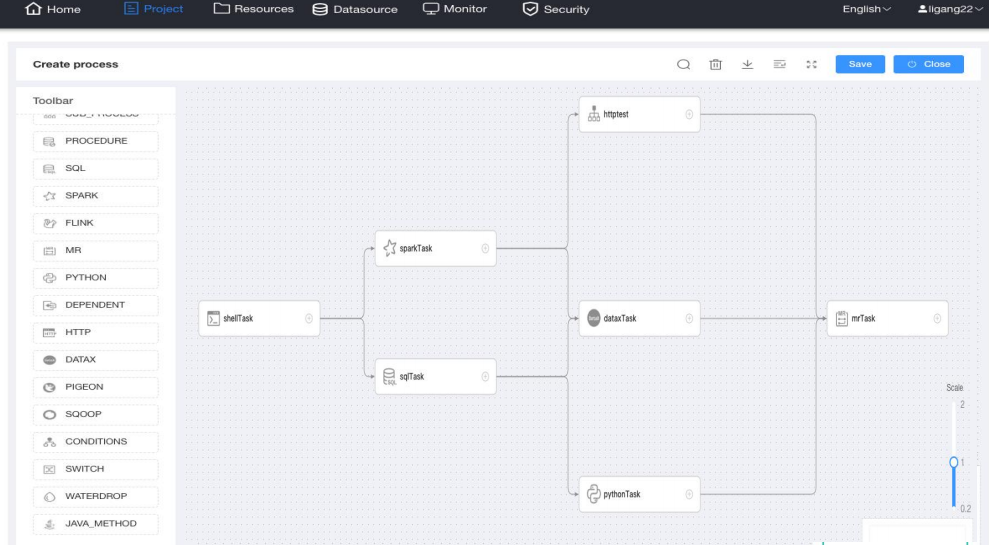 Home Project Resources Datasource Monitor Security English ligang22
Create process
Save Close
Toolbar
SUB_PROCESS
PROCEDURE
SQL
SPARK
FLINK
MR
PYTHON
DEPENDENT
HTTP
DATAX
PIGEON
SQOOP
CONDITIONS
SWITCH
WATERDROP
JAVA_METHOD
httptest
sparkTask
shellTask
dataxTask
mrTask
SQL
sqlTask
pythonTask
Scale
2
1
0.2